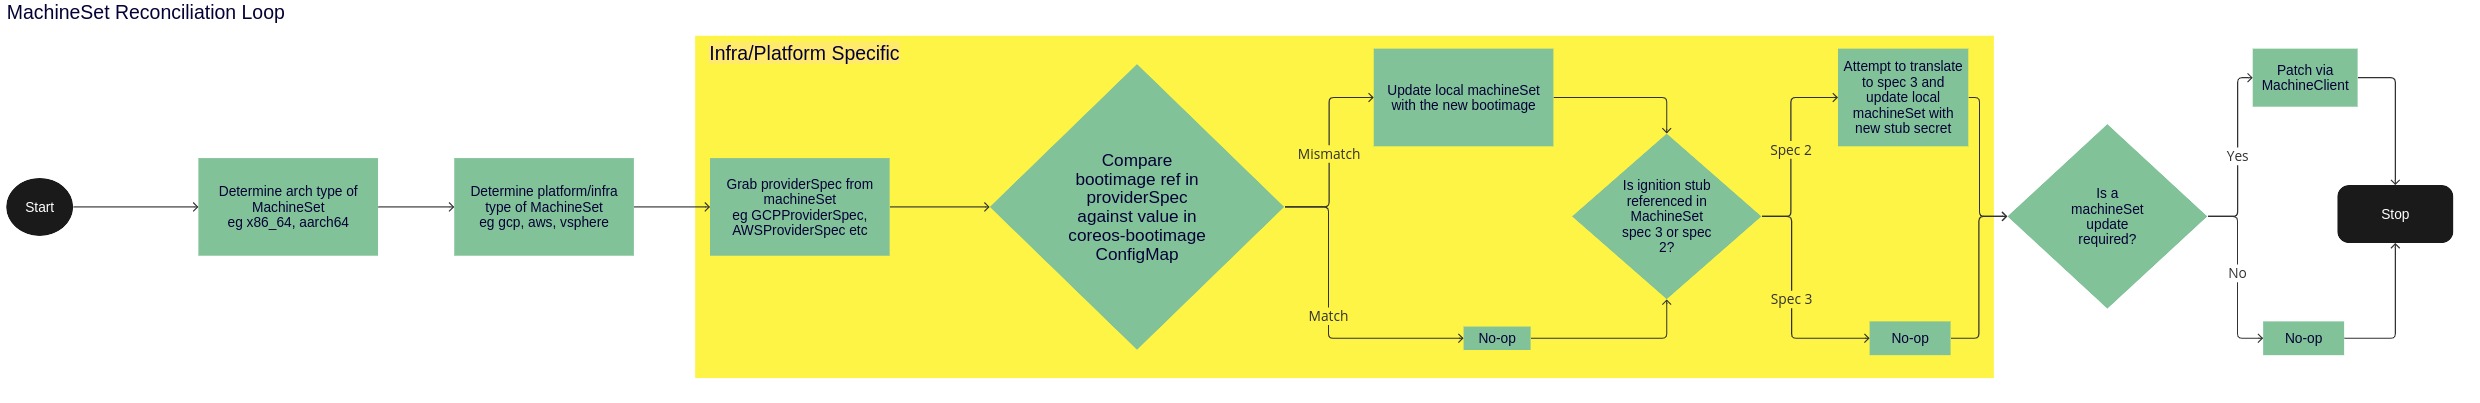 MachineSet Reconciliation Loop
Infra/Platform Specific
Start
Determine arch type of
MachineSet
eg x86_64, aarch64
Determine platform/infra
type of MachineSet
eg gcp, aws, vsphere
Grab providerSpec from
machineSet
eg GCPProviderSpec,
AWSProviderSpec etc
Compare
bootimage ref in
providerSpec
against value in
coreos-bootimage
ConfigMap
Mismatch
Update local machineSet
with the new bootimage
Match
No-op
Is ignition stub
referenced in
MachineSet
spec 3 or spec
2?
Spec 2
Attempt to translate
to spec 3 and
update local
machineSet with
new stub secret
Spec 3
No-op
Is a
machineSet
update
required?
Yes
Patch via
MachineClient
No
No-op
Stop